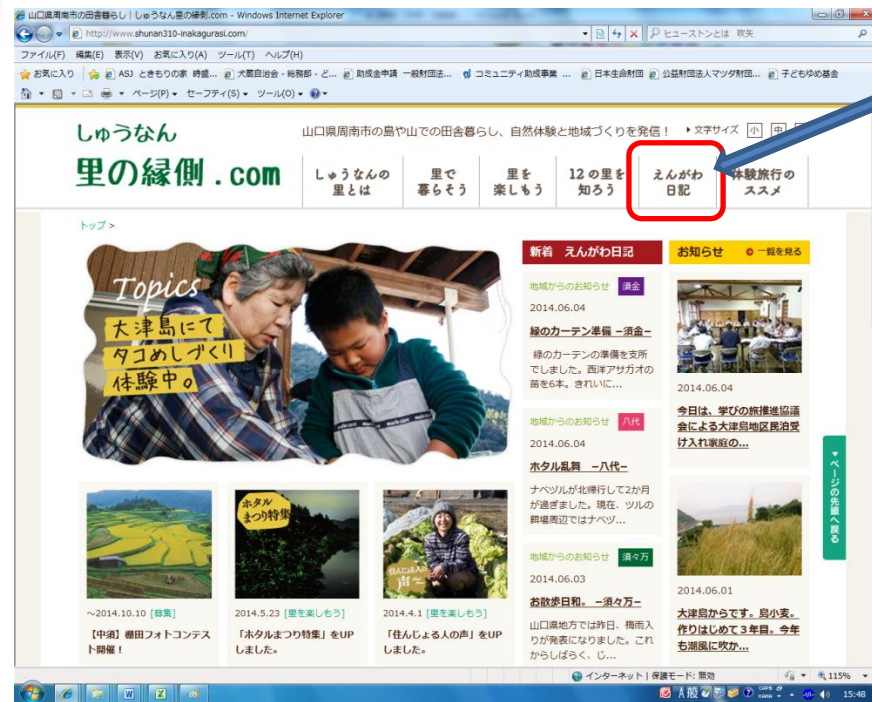 山口県周南市の田舎暮らし｜しゅうなん里の縁側.com - Windows Internet Explorer
http://www.shunan310-inakagurasi.com/
ヒューストンとは 吹矢
ファイル(F) 編集(E) 表示(V) お気に入り(A) ツール(T) ヘルプ(H)
お気に入り ASJ ときもりの家 時盛... 犬蔵自治会 - 総務部 - ど... 助成金申請 一般財団法... コミュニティ助成事業 ... 日本生命財団 公益財団法人マツダ財団... 子どもゆめ基金
ページ(P) セーフティ(S) ツール(O)
しゅうなん
里の縁側.com
山口県周南市の島や山での田舎暮らし、自然体験と地域づくりを発信！ 文字サイズ 小 中
しゅうなんの
里とは
里で
暮らそう
里を
楽しもう
12の里を
知ろう
えんがわ
日記
体験旅行の
ススメ
トップ >
Topics
大津島にて
タコめしづくり
体験中。
新着 えんがわ日記
地域からのお知らせ 須金
2014.06.04
緑のカーテン準備 −須金−
緑のカーテンの準備を支所
でしました。西洋アサガオの
苗を6本。きれいに...
地域からのお知らせ 八代
2014.06.04
ホタル乱舞 −八代−
ナベヅルが北帰行して2か月
が過ぎました。現在、ツルの
餌場周辺ではナベヅ...
地域からのお知らせ 須々万
2014.06.03
お散歩日和。 −須々万−
山口県地方では昨日、梅雨入
りが発表になりました。これ
からしばらく、じ...
お知らせ 一覧を見る
2014.06.04
今日は、学びの旅推進協議
会による大津島地区民泊受
け入れ家庭の...
2014.06.01
大津島からです。島小麦。
作りはじめて３年目。今年
も潮風に吹か...
▼ページの先頭へ戻る
～2014.10.10 [募集]
【中須】棚田フォトコンテス
ト開催！
ホタル
まつり特集
2014.5.23 [里を楽しもう]
「ホタルまつり特集」をUP
しました。
住んじょる人の
声～
2014.4.1 [里を楽しもう]
「住んじょる人の声」をUP
しました。
インターネット | 保護モード: 無効 115%
A 般 CAPS KANA 15:48